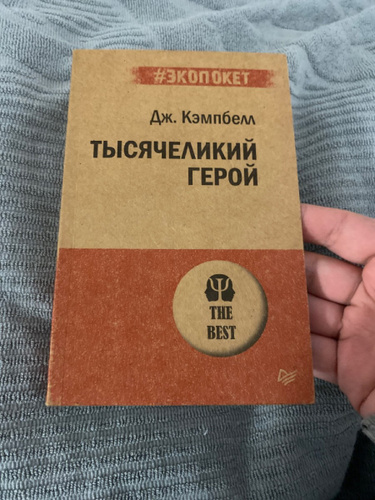 #ЭКОПОКЕТ
Дж. Кэмпбелл
ТЫСЯЧЕЛИКИЙ
ГЕРОЙ
Ψ
THE
BEST